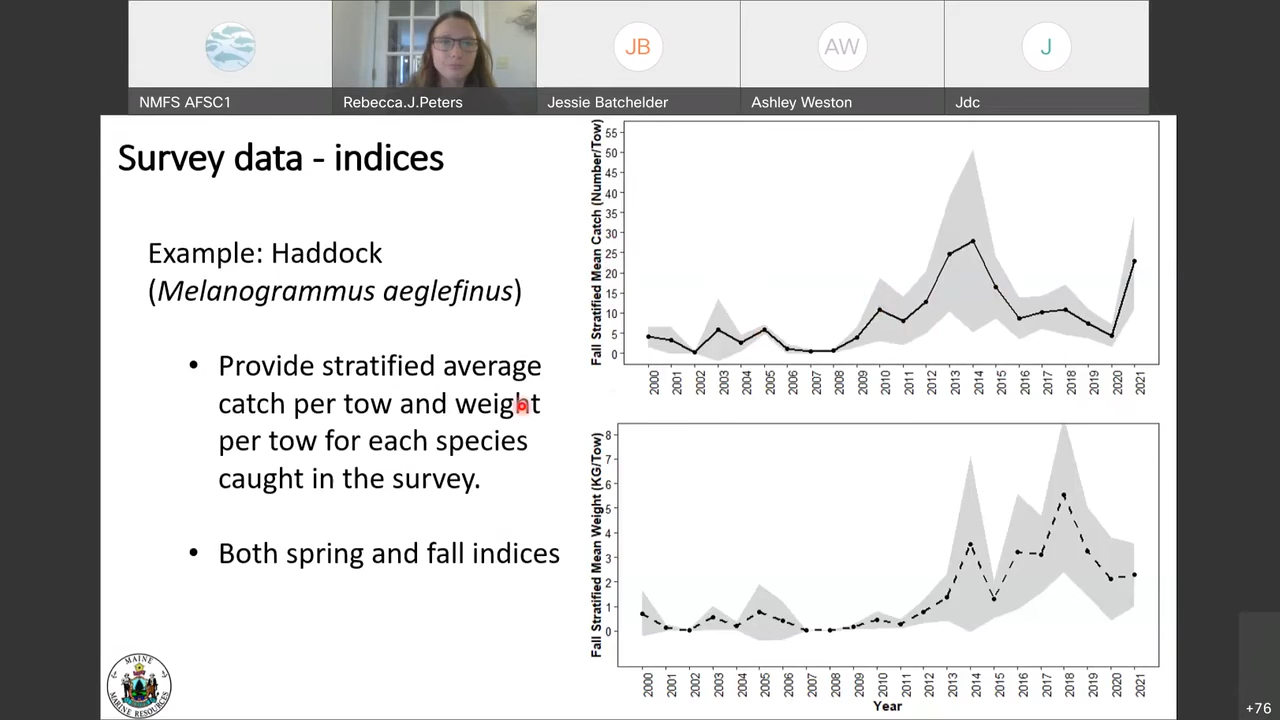 NMFS AFSC1
Rebecca.J.Peters
JB
Jessie Batchelder
AW
Ashley Weston
J
Jdc
Survey data - indices
Example: Haddock
(Melanogrammus aeglefinus)
• Provide stratified average
catch per tow and weight
per tow for each species
caught in the survey.
• Both spring and fall indices
MAINE
MARINE RESOURCES
Fall Stratified Mean Catch (Number/Tow)
55
50
45
40
35
30
25
20
15
10
5
0
2000 2001 2002 2003 2004 2005 2006 2007 2008 2009 2010 2011 2012 2013 2014 2015 2016 2017 2018 2019 2020 2021
Fall Stratified Mean Weight (KG/Tow)
8
7
6
5
4
3
2
1
0
2000 2001 2002 2003 2004 2005 2006 2007 2008 2009 2010 2011 2012 2013 2014 2015 2016 2017 2018 2019 2020 2021
Year
+76